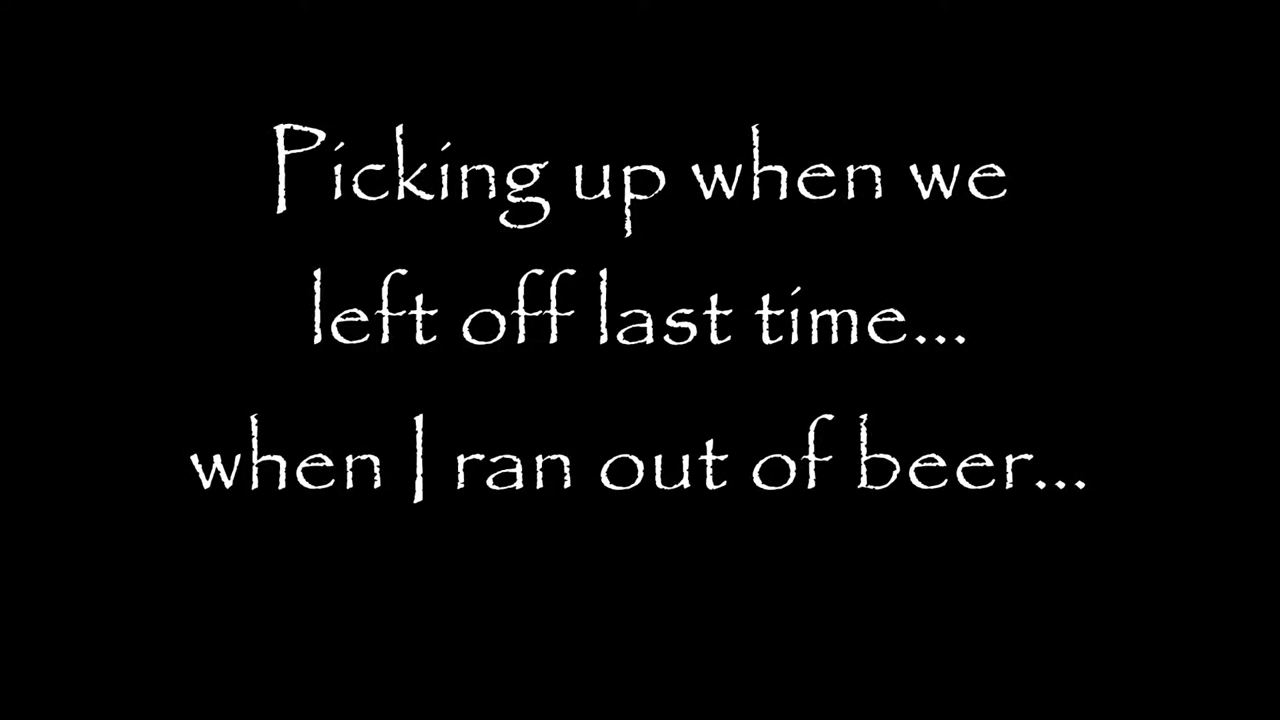 Picking up when we
left off last time...
when I ran out of beer...